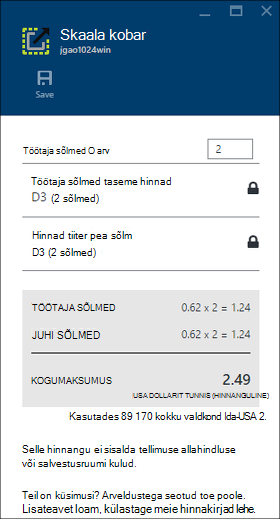 Skaala kobar
jgao1024win
Save
Töötaja sõlmed O arv
2
Töötaja sõlmed taseme hinnad
D3 (2 sõlmed)
Hinnad tiiter pea sõlm
D3 (2 sõlmed)
TÖÖTAJA SÕLMED 0.62 x 2 = 1.24
JUHI SÕLMED 0.62 x 2 = 1.24
KOGUMAKSUMUS 2.49
USA DOLLARIT TUNNIS (HINNANGULINE)
Kasutades 89 170 kokku valdkond Ida-USA 2.
Selle hinnangu ei sisalda tellimuse allahindluse
või salvestusruumi kulud.
Teil on küsimusi? Arveldustega seotud toe poole.
Lisateavet loam, külastage meie hinnakirjad lehe.